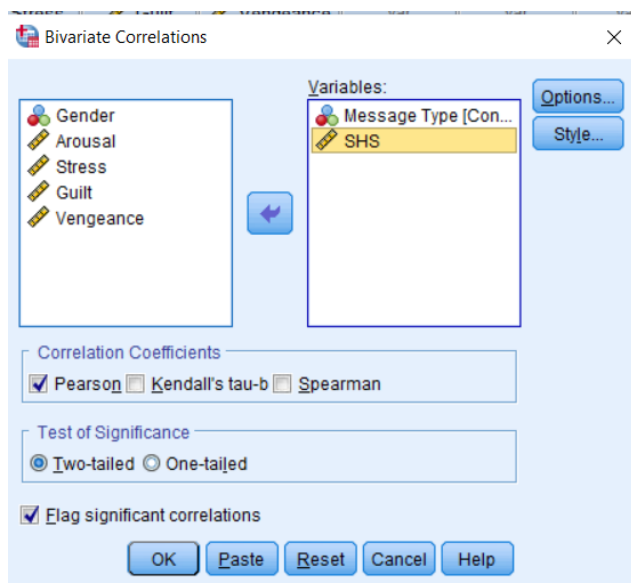 Bivariate Correlations
Gender
Arousal
Stress
Guilt
Vengeance
Variables:
Message Type [Con...
SHS
Options...
Style...
Correlation Coefficients
Pearson Kendall's tau-b Spearman
Test of Significance
Two-tailed One-tailed
Flag significant correlations
OK Paste Reset Cancel Help